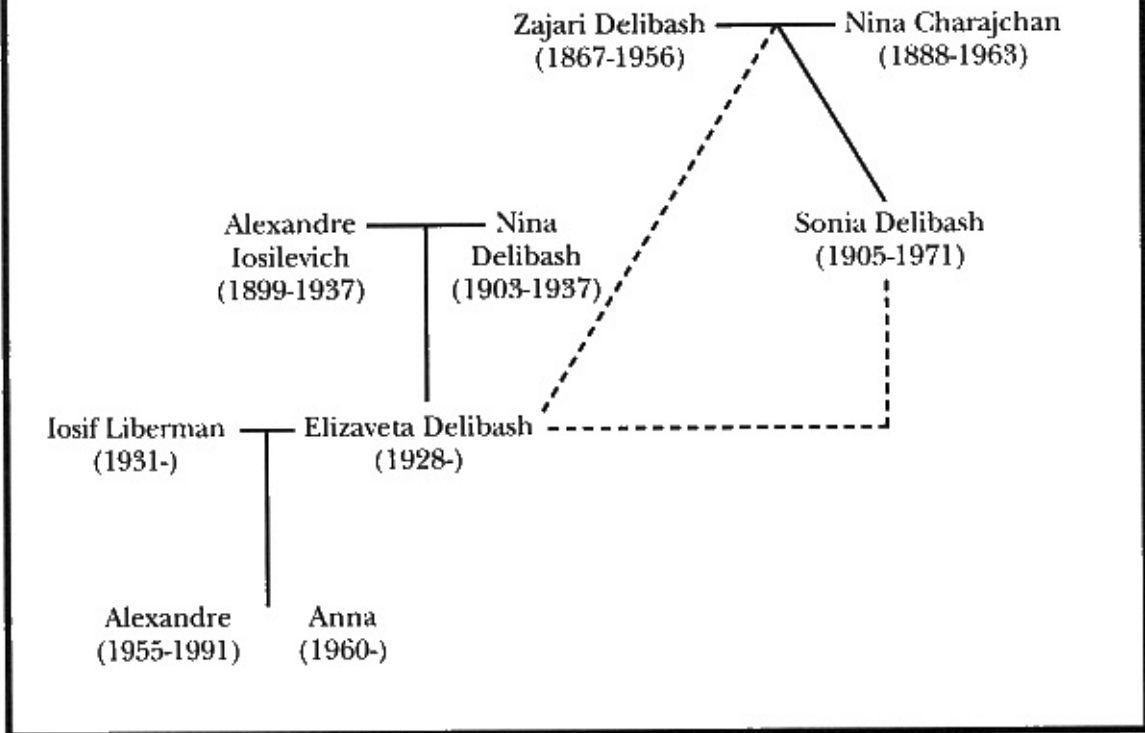 Zajari Delibash Nina Charajchan
(1867-1956) (1888-1963)
Alexandre Nina Sonia Delibash
Iosilevich Delibash (1905-1971)
(1899-1937) (1903-1937)
Iosif Liberman Elizaveta Delibash
(1931-) (1928-)
Alexandre Anna
(1955-1991) (1960-)